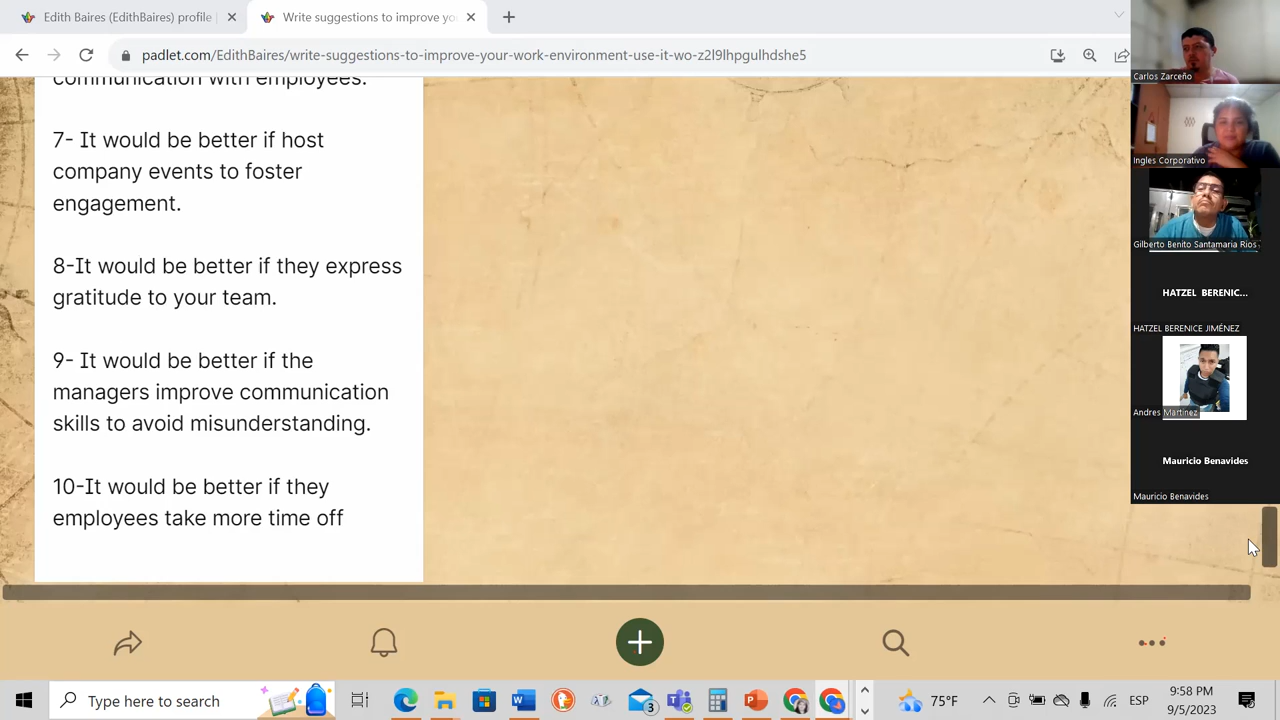 Edith Baires (EdithBaires) profile
Write suggestions to improve yo
padlet.com/EdithBaires/write-suggestions-to-improve-your-work-environment-use-it-wo-z2l9lhpgulhdshe5
communication with employees.
7- It would be better if host
company events to foster
engagement.
8-It would be better if they express
gratitude to your team.
9- It would be better if the
managers improve communication
skills to avoid misunderstanding.
10-It would be better if they
employees take more time off
Carlos Zarceño
Ingles Corporativo
Gilberto Benito Santamaria Rios
HATZEL BERENIC...
HATZEL BERENICE JIMÉNEZ
Andres Martinez
Mauricio Benavides
Mauricio Benavides
Type here to search
3
75°F
ESP
9:58 PM
9/5/2023